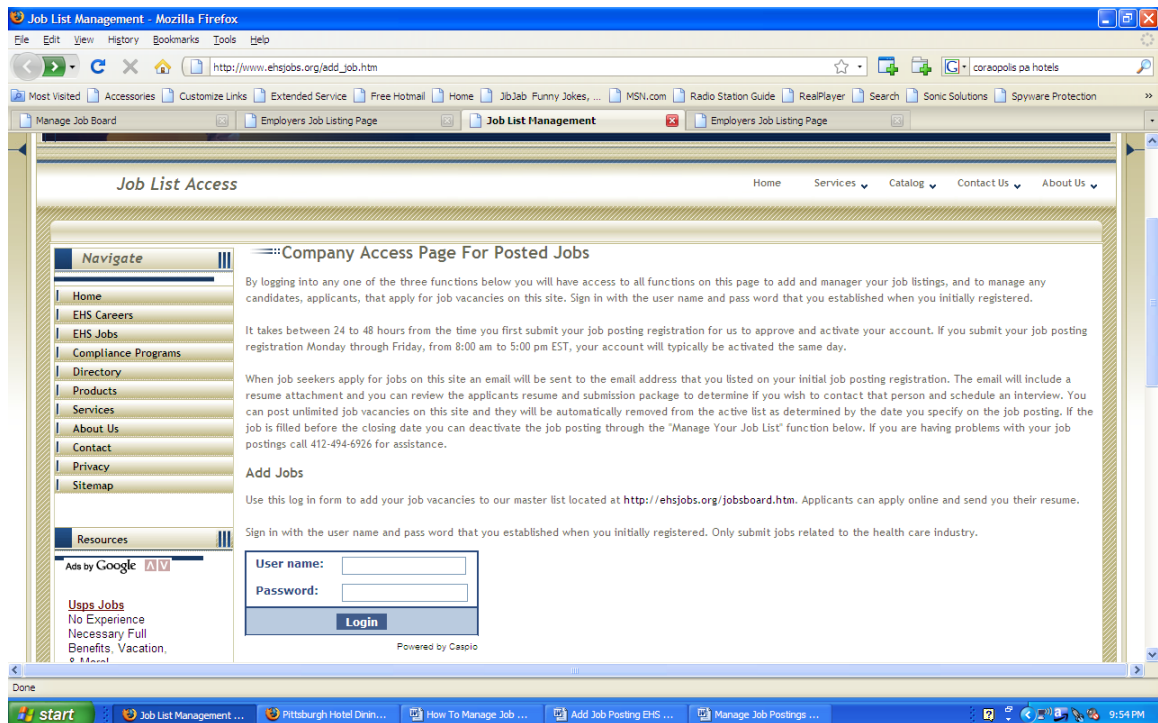 Job List Management - Mozilla Firefox
File Edit View History Bookmarks Tools Help
http://www.ehsjobs.org/add_job.htm
coraopolis pa hotels
Most Visited Accessories Customize Links Extended Service Free Hotmail Home JibJab Funny Jokes, ... MSN.com Radio Station Guide RealPlayer Search Sonic Solutions Spyware Protection »
Manage Job Board Employers Job Listing Page Job List Management Employers Job Listing Page
Job List Access
Home Services Catalog Contact Us About Us
Navigate
Home
EHS Careers
EHS Jobs
Compliance Programs
Directory
Products
Services
About Us
Contact
Privacy
Sitemap
Resources
Ads by Google
Usps Jobs
No Experience
Necessary Full
Benefits, Vacation,
& More!
Company Access Page For Posted Jobs
By logging into any one of the three functions below you will have access to all functions on this page to add and manager your job listings, and to manage any
candidates, applicants, that apply for job vacancies on this site. Sign in with the user name and pass word that you established when you initially registered.
It takes between 24 to 48 hours from the time you first submit your job posting registration for us to approve and activate your account. If you submit your job posting
registration Monday through Friday, from 8:00 am to 5:00 pm EST, your account will typically be activated the same day.
When job seekers apply for jobs on this site an email will be sent to the email address that you listed on your initial job posting registration. The email will include a
resume attachment and you can review the applicants resume and submission package to determine if you wish to contact that person and schedule an interview. You
can post unlimited job vacancies on this site and they will be automatically removed from the active list as determined by the date you specify on the job posting. If the
job is filled before the closing date you can deactivate the job posting through the "Manage Your Job List" function below. If you are having problems with your job
postings call 412-494-6926 for assistance.
Add Jobs
Use this log in form to add your job vacancies to our master list located at http://ehsjobs.org/jobsboard.htm. Applicants can apply online and send you their resume.
Sign in with the user name and pass word that you established when you initially registered. Only submit jobs related to the health care industry.
User name:
Password:
Login
Powered by Caspio
Done
start Job List Management ... Pittsburgh Hotel Dinin... How To Manage Job ... Add Job Posting EHS ... Manage Job Postings ... 9:54 PM